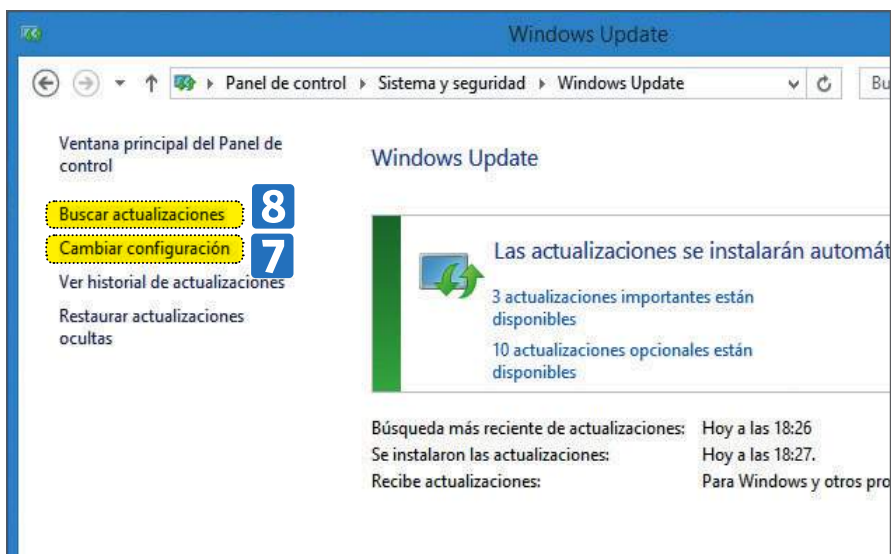 Windows Update
Panel de control Sistema y seguridad Windows Update
Ventana principal del Panel de
control
Buscar actualizaciones 8
Cambiar configuración 7
Ver historial de actualizaciones
Restaurar actualizaciones
ocultas
Windows Update
Las actualizaciones se instalarán automát
3 actualizaciones importantes están
disponibles
10 actualizaciones opcionales están
disponibles
Búsqueda más reciente de actualizaciones: Hoy a las 18:26
Se instalaron las actualizaciones: Hoy a las 18:27.
Recibe actualizaciones: Para Windows y otros pro